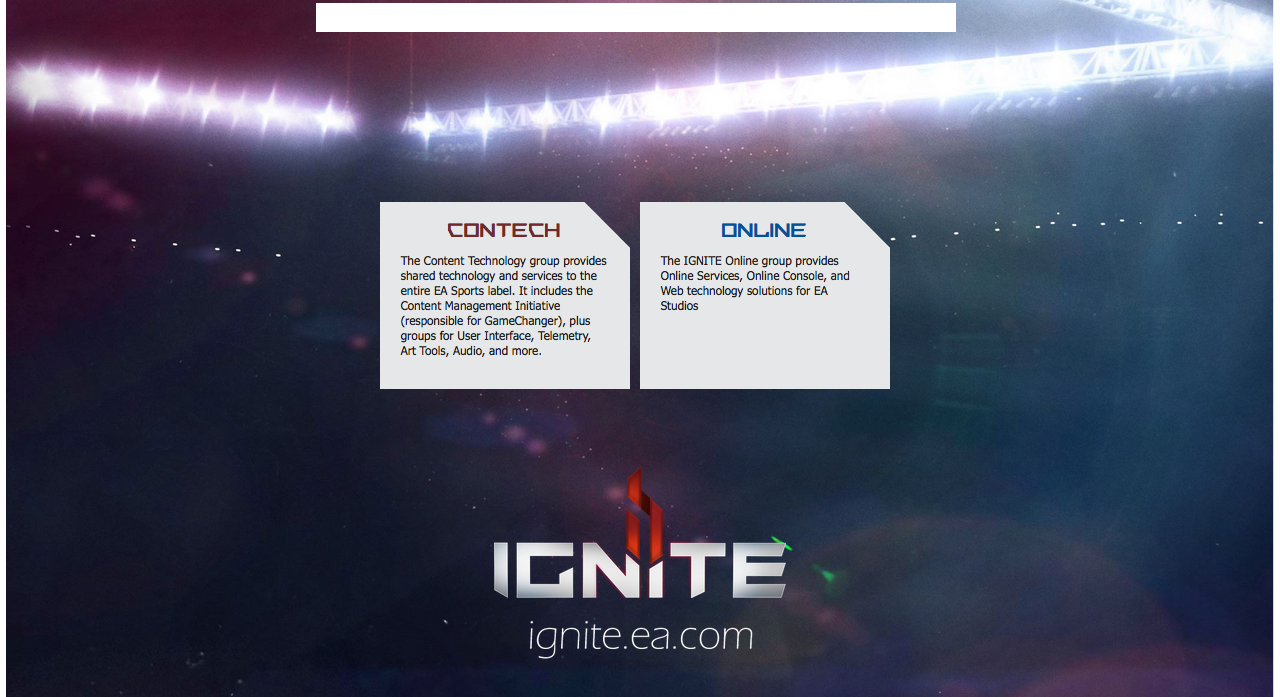 CONTECH
The Content Technology group provides
shared technology and services to the
entire EA Sports label. It includes the
Content Management Initiative
(responsible for GameChanger), plus
groups for User Interface, Telemetry,
Art Tools, Audio, and more.
ONLINE
The IGNITE Online group provides
Online Services, Online Console, and
Web technology solutions for EA
Studios
IGNITE
ignite.ea.com